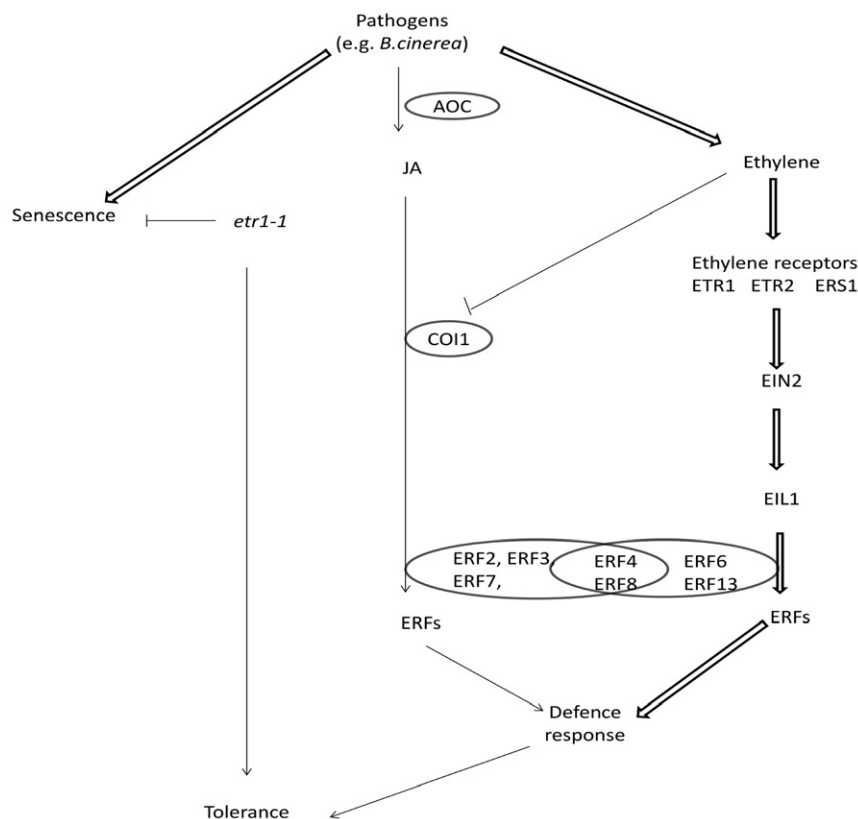 Pathogens
(e.g. B.cinerea)
AOC
JA
Ethylene
Senescence
etr1-1
Ethylene receptors
ETR1 ETR2 ERS1
COI1
EIN2
EIL1
ERF2, ERF3,
ERF7,
ERF4
ERF8
ERF6
ERF13
ERFs
ERFs
Defence
response
Tolerance